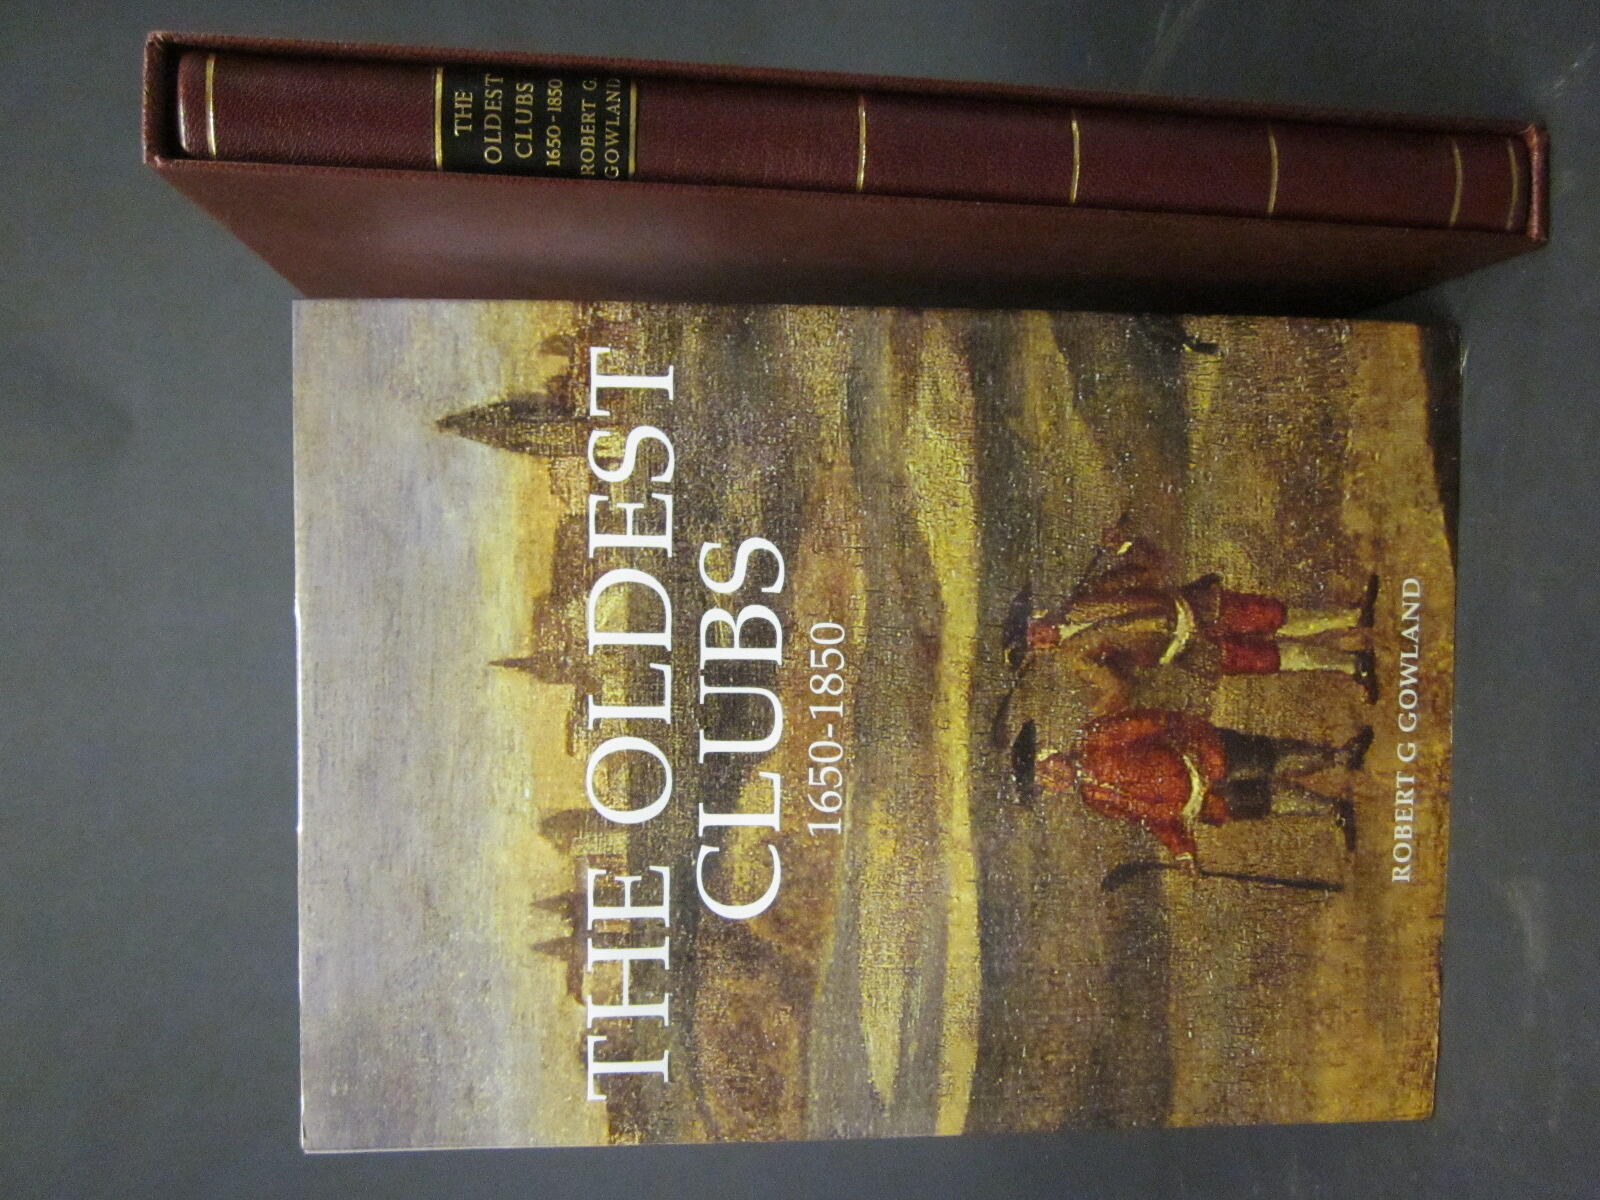 THE
OLDEST
CLUBS
1650-1850
ROBERT G.
GOWLAND
THE OLDEST
CLUBS
1650-1850
ROBERT G GOWLAND